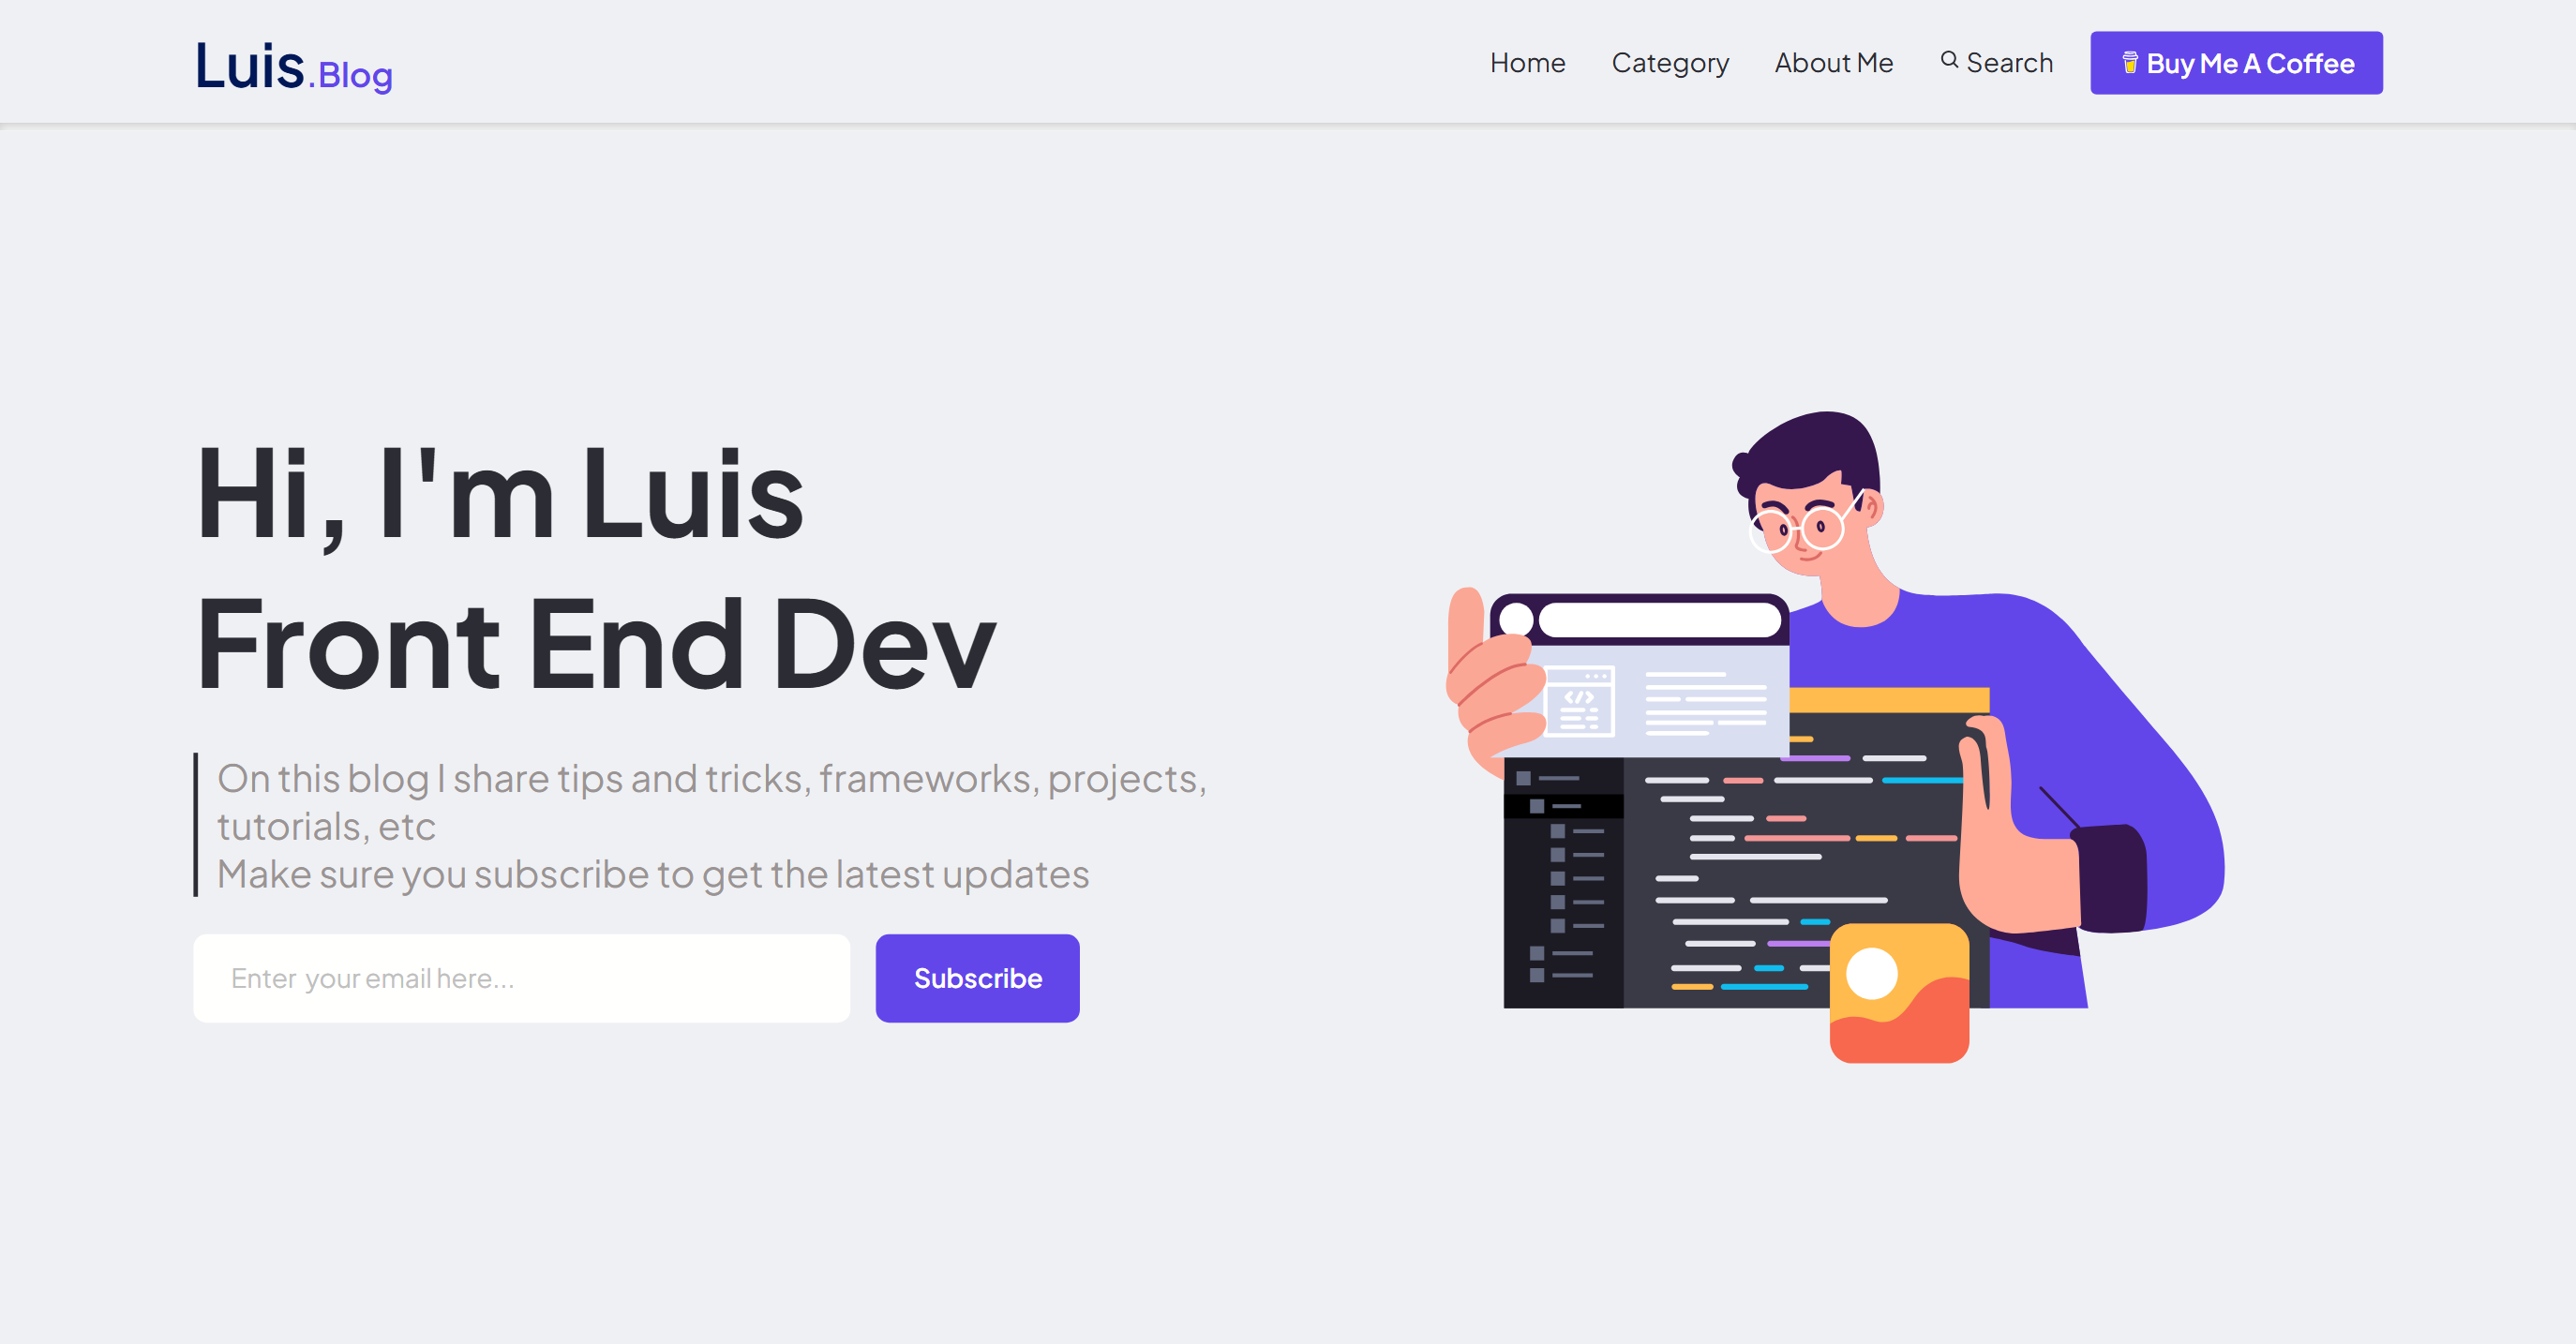 Luis.Blog
Home Category About Me Search Buy Me A Coffee
Hi, I'm Luis
Front End Dev
On this blog I share tips and tricks, frameworks, projects,
tutorials, etc
Make sure you subscribe to get the latest updates
Enter your email here...
Subscribe